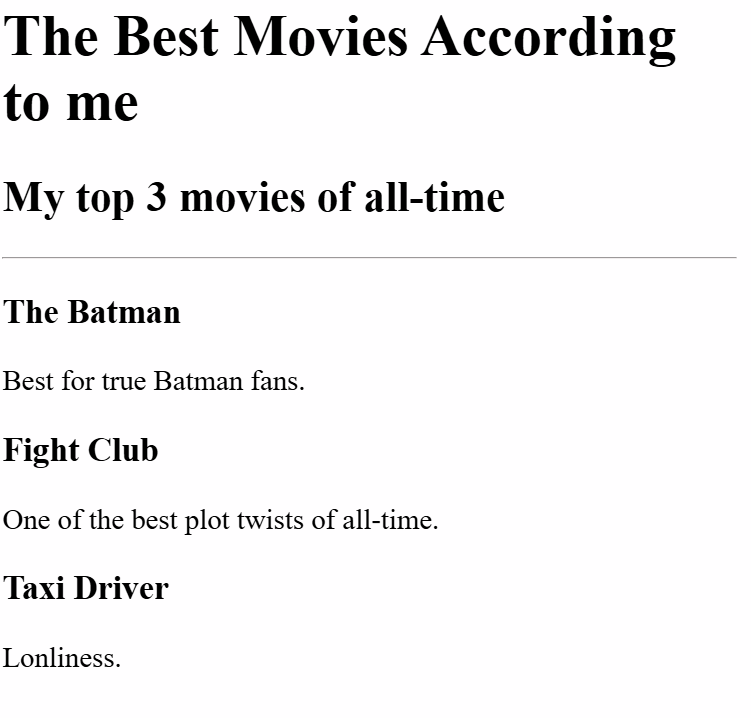 The Best Movies According
to me
My top 3 movies of all-time
The Batman
Best for true Batman fans.
Fight Club
One of the best plot twists of all-time.
Taxi Driver
Lonliness.